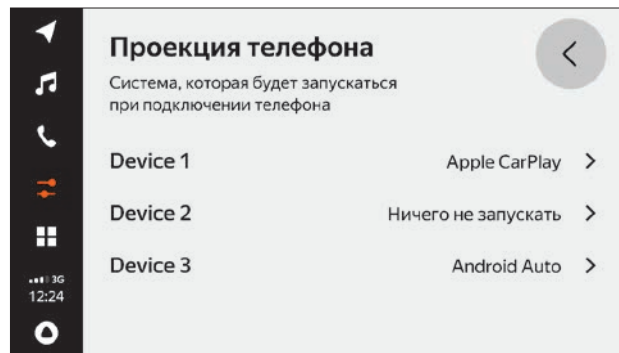 Проекция телефона
Система, которая будет запускаться
при подключении телефона
Device 1 Apple CarPlay
Device 2 Ничего не запускать
Device 3 Android Auto
3G
12:24